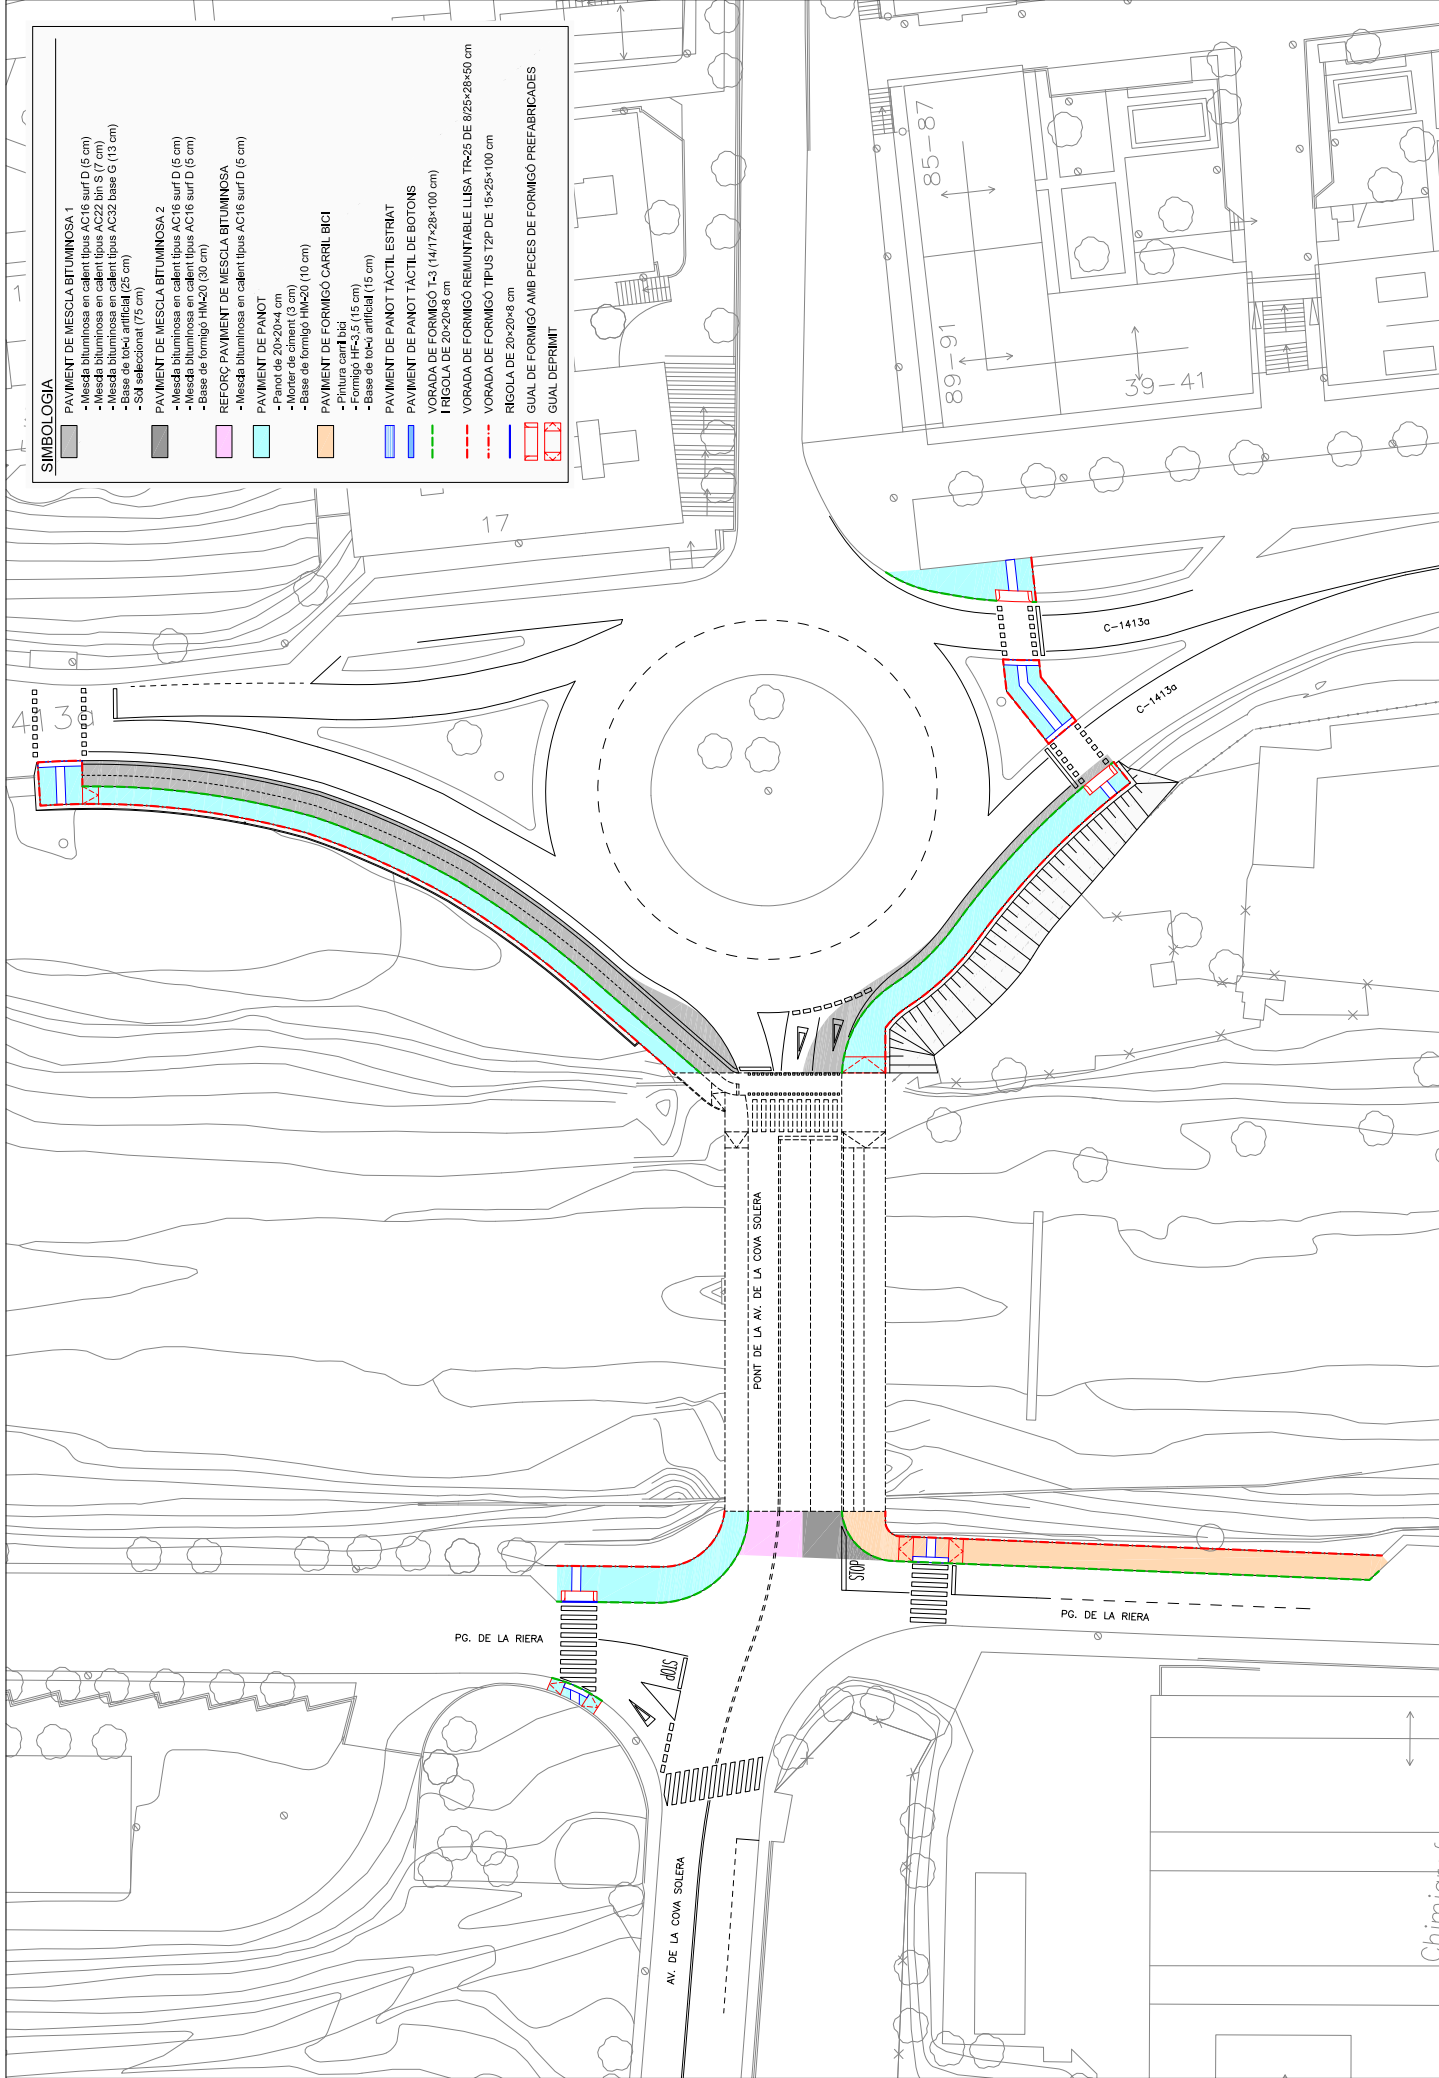 SIMBOLOGIA
PAVIMENT DE MESCLA BITUMINOSA 1
- Mescla bituminosa en calent tipus AC16 surf D (5 cm)
- Mescla bituminosa en calent tipus AC22 bin S (7 cm)
- Mescla bituminosa en calent tipus AC32 base G (13 cm)
- Base de tot-ú artificial (25 cm)
- Sòl seleccionat (75 cm)
PAVIMENT DE MESCLA BITUMINOSA 2
- Mescla bituminosa en calent tipus AC16 surf D (5 cm)
- Mescla bituminosa en calent tipus AC16 surf D (5 cm)
- Base de formigó HM-20 (30 cm)
REFORÇ PAVIMENT DE MESCLA BITUMINOSA
- Mescla bituminosa en calent tipus AC16 surf D (5 cm)
PAVIMENT DE PANOT
- Panot de 20×20×4 cm
- Morter de ciment (3 cm)
- Base de formigó HM-20 (10 cm)
PAVIMENT DE FORMIGÓ CARRIL BICI
- Pintura carril bici
- Formigó HF-3,5 (15 cm)
- Base de tot-ú artificial (15 cm)
PAVIMENT DE PANOT TÀCTIL ESTRIAT
PAVIMENT DE PANOT TÀCTIL DE BOTONS
VORADA DE FORMIGÓ T-3 (14/17×28×100 cm)
I RIGOLA DE 20×20×8 cm
VORADA DE FORMIGÓ REMUNTABLE LLISA TR-25 DE 8/25×28×50 cm
VORADA DE FORMIGÓ TIPUS T2P DE 15×25×100 cm
RIGOLA DE 20×20×8 cm
GUAL DE FORMIGÓ AMB PECES DE FORMIGÓ PREFABRICADES
GUAL DEPRIMIT
17
85-87
89-91
39-41
413a
C-1413a
C-1413a
PONT DE LA AV. DE LA COVA SOLERA
STOP
PG. DE LA RIERA
PG. DE LA RIERA
STOP
AV. DE LA COVA SOLERA